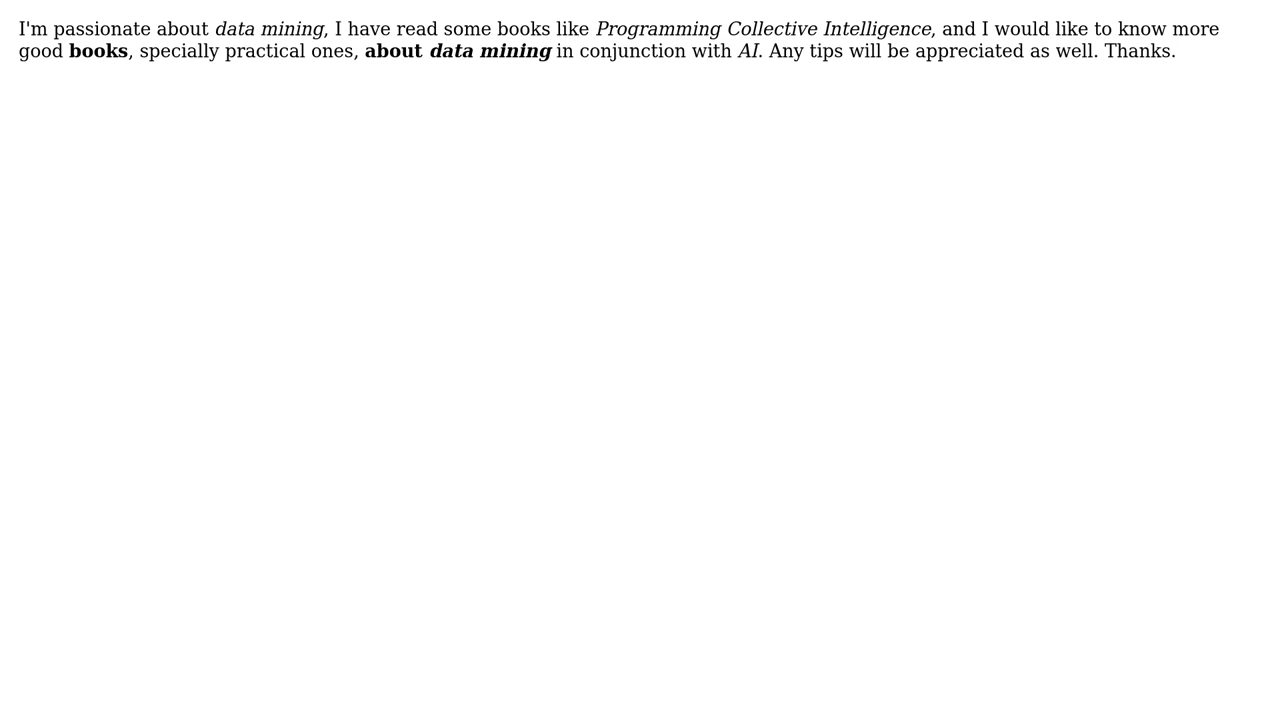 I'm passionate about data mining, I have read some books like Programming Collective Intelligence, and I would like to know more
good books, specially practical ones, about data mining in conjunction with AI. Any tips will be appreciated as well. Thanks.